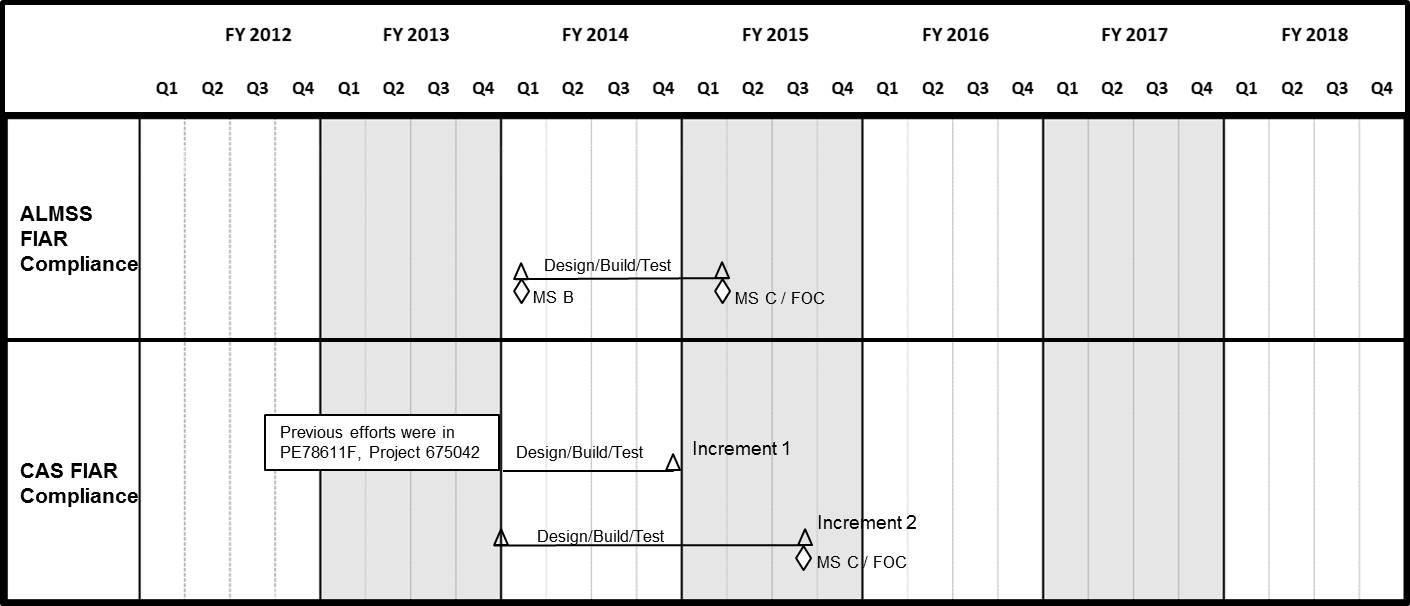 FY 2012 FY 2013 FY 2014 FY 2015 FY 2016 FY 2017 FY 2018
Q1 Q2 Q3 Q4 Q1 Q2 Q3 Q4 Q1 Q2 Q3 Q4 Q1 Q2 Q3 Q4 Q1 Q2 Q3 Q4 Q1 Q2 Q3 Q4 Q1 Q2 Q3 Q4
ALMSS
FIAR
Compliance
Design/Build/Test
MS B
MS C / FOC
CAS FIAR
Compliance
Previous efforts were in
PE78611F, Project 675042
Design/Build/Test
Increment 1
Increment 2
Design/Build/Test
MS C / FOC